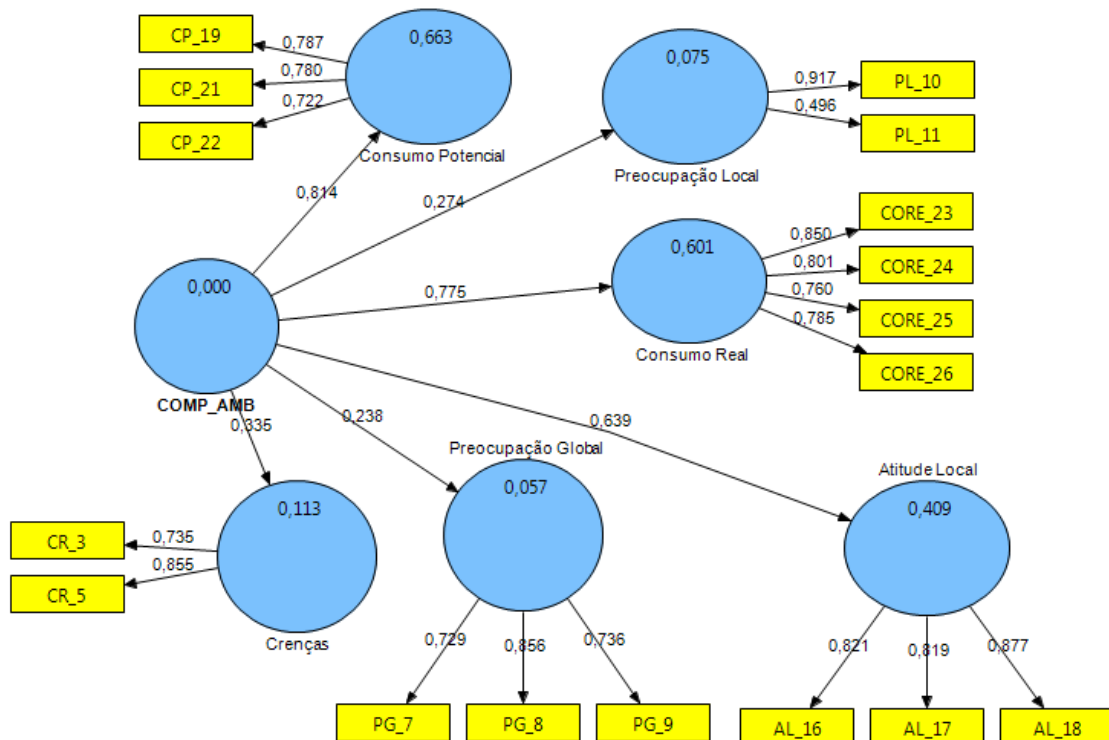 CP_19
0,787
0,663
CP_21
0,780
CP_22
0,722
Consumo Potencial
0,814
0,075
0,917
PL_10
0,496
PL_11
Preocupação Local
0,274
0,000
COMP_AMB
0,775
0,601
Consumo Real
0,850
CORE_23
0,801
CORE_24
0,760
CORE_25
0,785
CORE_26
0,335
0,113
Crenças
CR_3
0,735
CR_5
0,855
0,238
Preocupação Global
0,057
0,729
0,856
0,736
PG_7
PG_8
PG_9
0,639
Atitude Local
0,409
0,821
0,819
0,877
AL_16
AL_17
AL_18